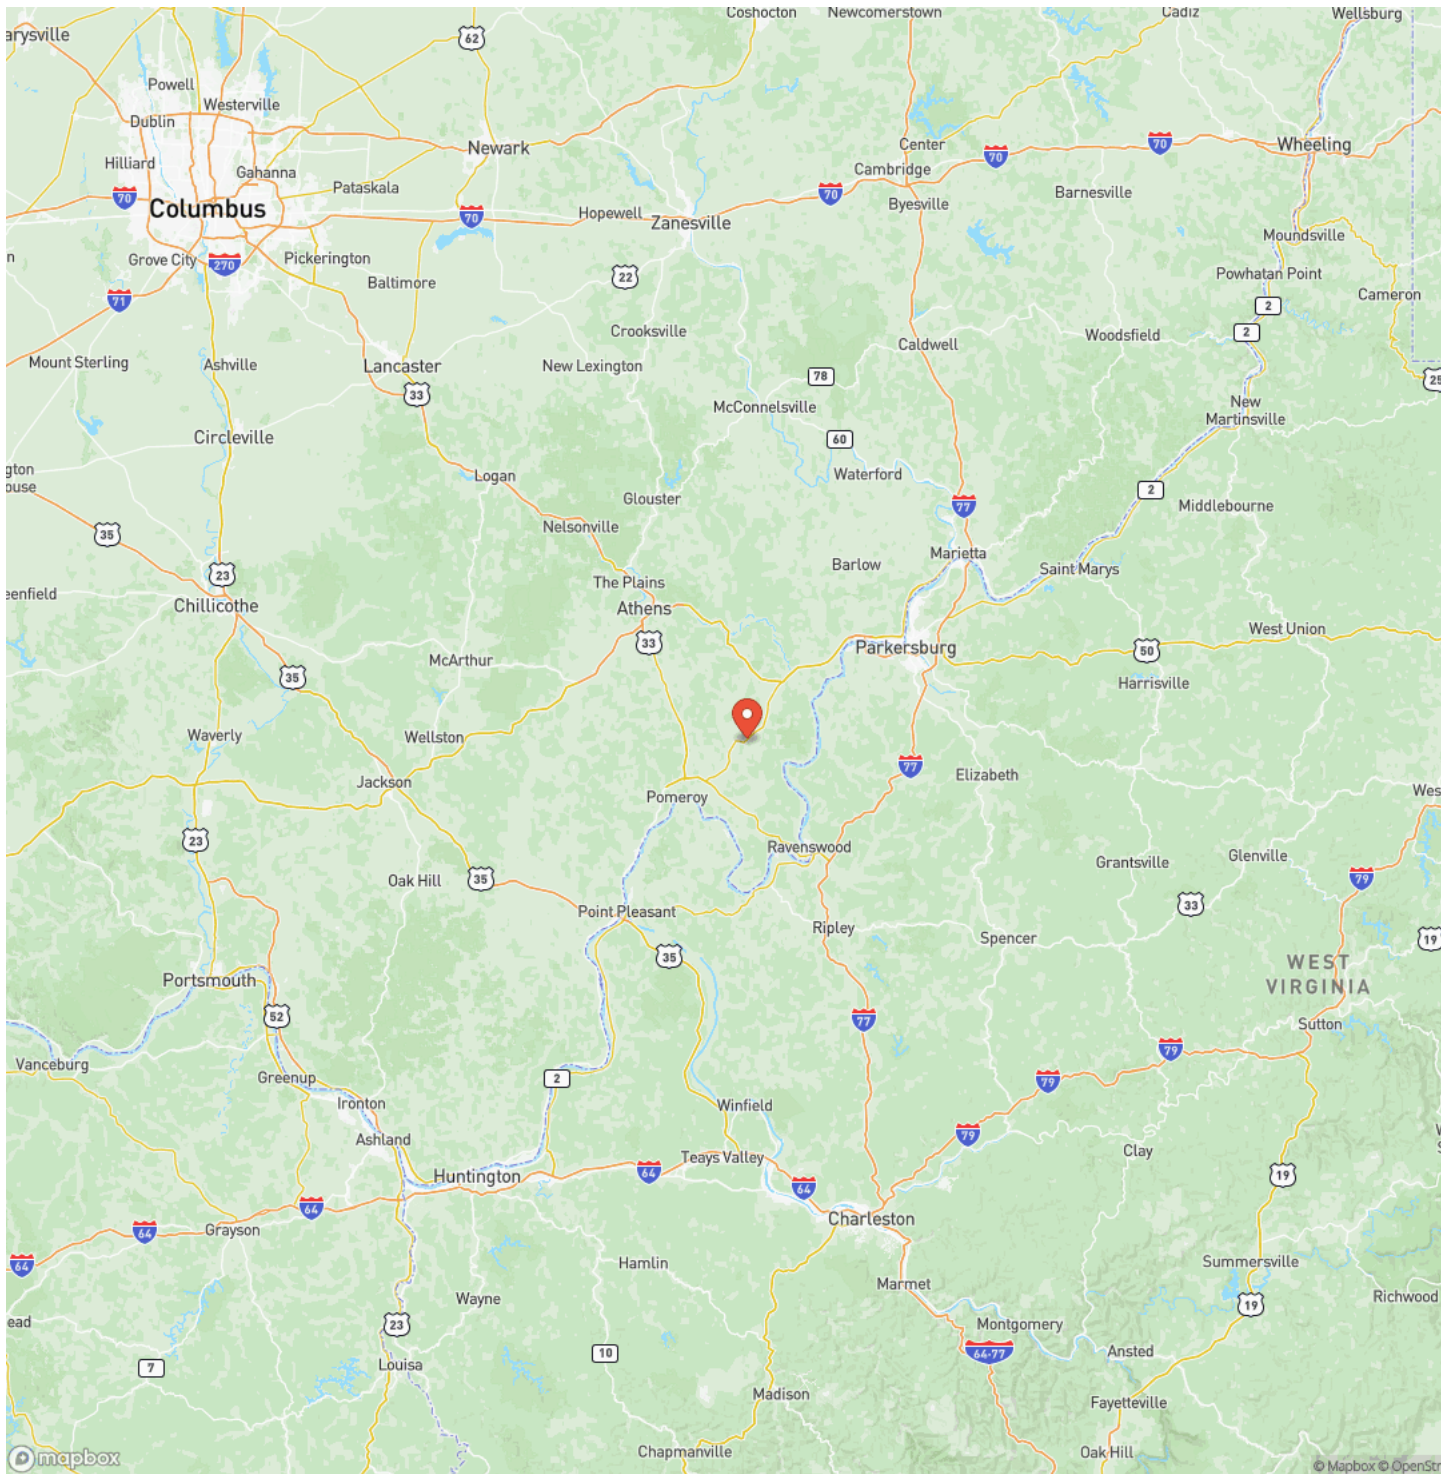 Coshocton
Newcomerstown
Cadiz
Wellsburg
arysville
62
Powell
Westerville
Dublin
Newark
Center
70
Wheeling
Hilliard
Gahanna
Cambridge
70
70
Pataskala
Barnesville
70
Columbus
70
Hopewell
Zanesville
Byesville
n
Grove City
270
Pickerington
Moundsville
Baltimore
22
Powhatan Point
71
Cameron
2
Crooksville
2
Woodsfield
Mount Sterling
Ashville
Lancaster
New Lexington
Caldwell
33
78
25
McConnelsville
New
Martinsville
Circleville
60
gton
ouse
Logan
Waterford
2
Glouster
77
Middlebourne
35
Nelsonville
Marietta
23
The Plains
Barlow
Saint Marys
eenfield
Chillicothe
Athens
West Union
33
Parkersburg
50
McArthur
35
Harrisville
Waverly
Wellston
77
Jackson
Elizabeth
Pomeroy
Wes
23
Ravenswood
Grantsville
Glenville
Oak Hill
35
79
33
Point Pleasant
Ripley
Spencer
19
35
WEST
VIRGINIA
Portsmouth
52
77
Sutton
Vanceburg
79
Greenup
2
79
Ironton
Winfield
79
Ashland
Clay
Teays Valley
Huntington
64
64
19
64
Charleston
64
Grayson
64
Hamlin
Summersville
Marmet
Wayne
19
Richwood
ead
23
Montgomery
10
64-77
Ansted
7
Louisa
Madison
Fayetteville
Chapmanville
Oak Hill
mapbox
© Mapbox © OpenStr